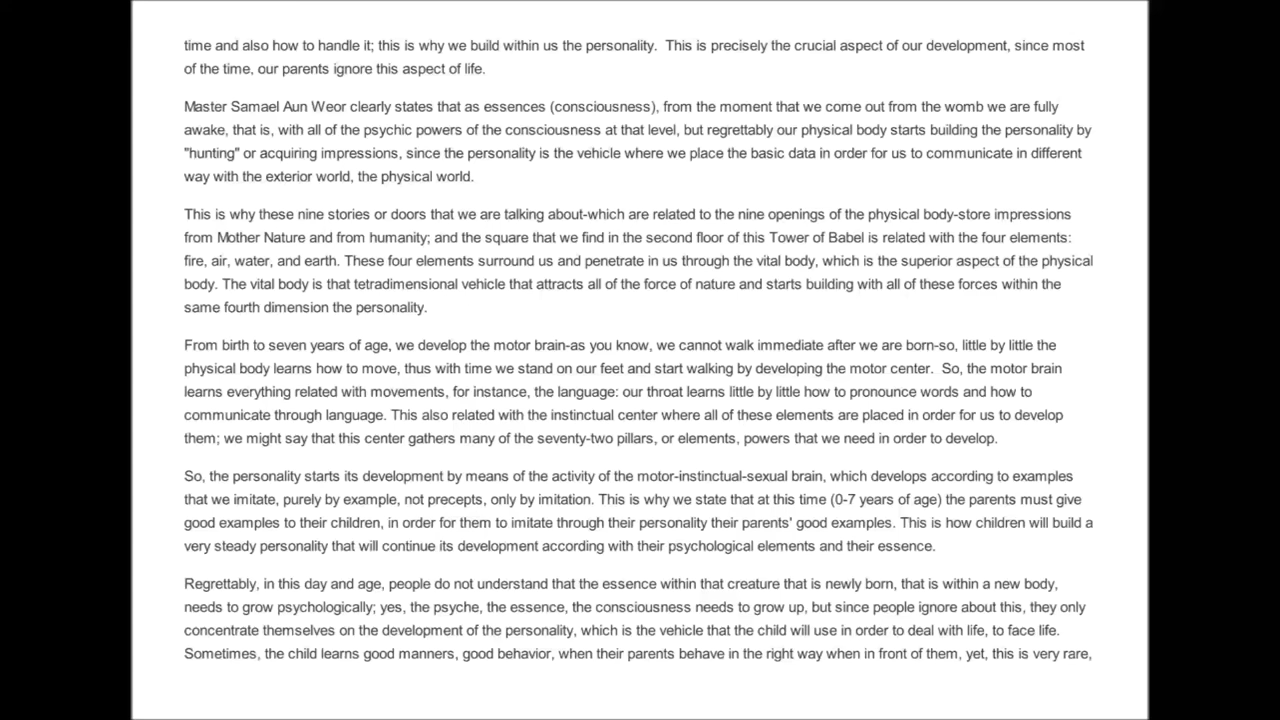 time and also how to handle it; this is why we build within us the personality.  This is precisely the crucial aspect of our development, since most
of the time, our parents ignore this aspect of life.
Master Samael Aun Weor clearly states that as essences (consciousness), from the moment that we come out from the womb we are fully
awake, that is, with all of the psychic powers of the consciousness at that level, but regrettably our physical body starts building the personality by
"hunting" or acquiring impressions, since the personality is the vehicle where we place the basic data in order for us to communicate in different
way with the exterior world, the physical world.
This is why these nine stories or doors that we are talking about-which are related to the nine openings of the physical body-store impressions
from Mother Nature and from humanity; and the square that we find in the second floor of this Tower of Babel is related with the four elements:
fire, air, water, and earth. These four elements surround us and penetrate in us through the vital body, which is the superior aspect of the physical
body. The vital body is that tetradimensional vehicle that attracts all of the force of nature and starts building with all of these forces within the
same fourth dimension the personality.
From birth to seven years of age, we develop the motor brain-as you know, we cannot walk immediate after we are born-so, little by little the
physical body learns how to move, thus with time we stand on our feet and start walking by developing the motor center.  So, the motor brain
learns everything related with movements, for instance, the language: our throat learns little by little how to pronounce words and how to
communicate through language. This also related with the instinctual center where all of these elements are placed in order for us to develop
them; we might say that this center gathers many of the seventy-two pillars, or elements, powers that we need in order to develop.
So, the personality starts its development by means of the activity of the motor-instinctual-sexual brain, which develops according to examples
that we imitate, purely by example, not precepts, only by imitation. This is why we state that at this time (0-7 years of age) the parents must give
good examples to their children, in order for them to imitate through their personality their parents' good examples. This is how children will build a
very steady personality that will continue its development according with their psychological elements and their essence.
Regrettably, in this day and age, people do not understand that the essence within that creature that is newly born, that is within a new body,
needs to grow psychologically; yes, the psyche, the essence, the consciousness needs to grow up, but since people ignore about this, they only
concentrate themselves on the development of the personality, which is the vehicle that the child will use in order to deal with life, to face life.
Sometimes, the child learns good manners, good behavior, when their parents behave in the right way when in front of them, yet, this is very rare,